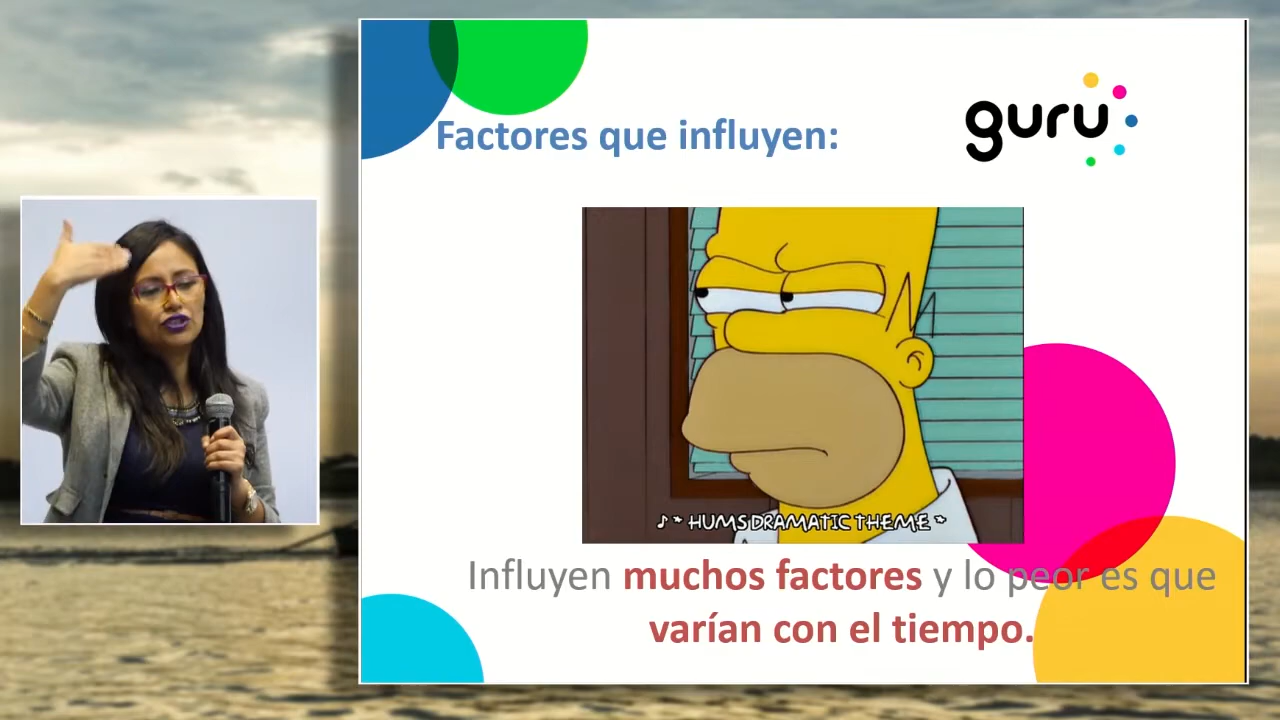 Factores que influyen:
guru
♪ * HUMS DRAMATIC THEME *
Influyen muchos factores y lo peor es que
varían con el tiempo.